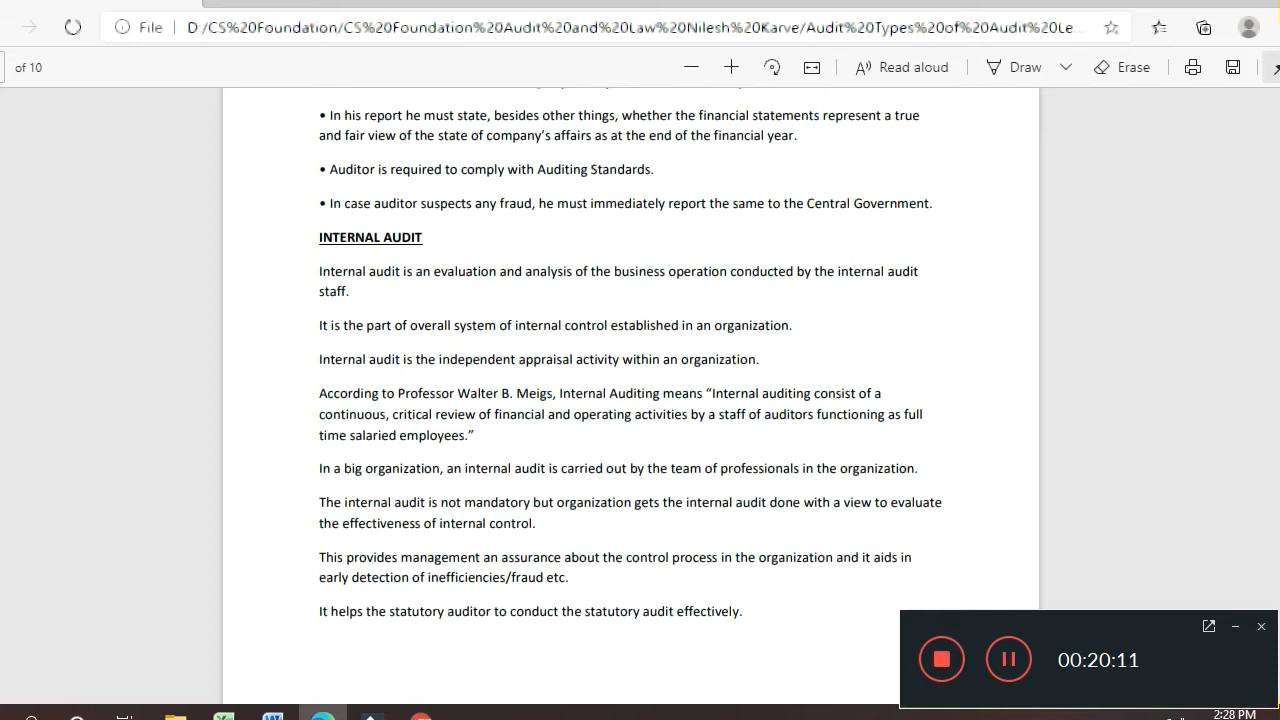 File D:/CS%20Foundation/CS%20Foundation%20Audit%20and%20Law%20Nilesh%20Karve/Audit%20Types%20of%20Audit%20Le...
of 10
Read aloud
Draw
Erase
• In his report he must state, besides other things, whether the financial statements represent a true
and fair view of the state of company's affairs as at the end of the financial year.
• Auditor is required to comply with Auditing Standards.
• In case auditor suspects any fraud, he must immediately report the same to the Central Government.
INTERNAL AUDIT
Internal audit is an evaluation and analysis of the business operation conducted by the internal audit
staff.
It is the part of overall system of internal control established in an organization.
Internal audit is the independent appraisal activity within an organization.
According to Professor Walter B. Meigs, Internal Auditing means “Internal auditing consist of a
continuous, critical review of financial and operating activities by a staff of auditors functioning as full
time salaried employees.”
In a big organization, an internal audit is carried out by the team of professionals in the organization.
The internal audit is not mandatory but organization gets the internal audit done with a view to evaluate
the effectiveness of internal control.
This provides management an assurance about the control process in the organization and it aids in
early detection of inefficiencies/fraud etc.
It helps the statutory auditor to conduct the statutory audit effectively.
00:20:11
2:28 PM